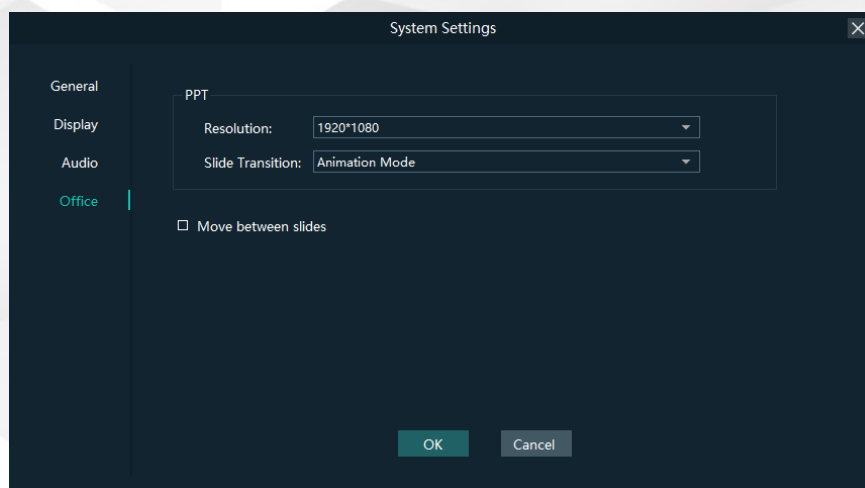 System Settings
General
Display
Audio
Office
PPT
Resolution: 1920*1080
Slide Transition: Animation Mode
Move between slides
OK Cancel